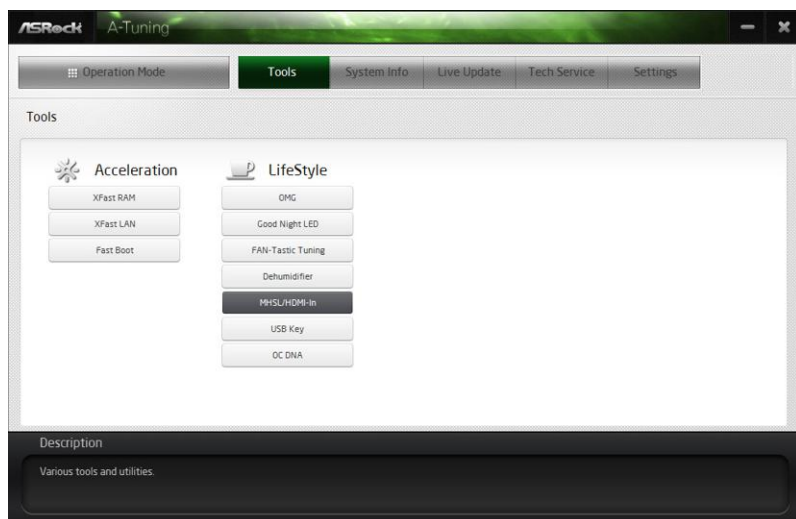 ASRock A-Tuning
Operation Mode Tools System Info Live Update Tech Service Settings
Tools
Acceleration
XFast RAM
XFast LAN
Fast Boot
LifeStyle
OMG
Good Night LED
FAN-Tastic Tuning
Dehumidifier
MHSL/HDMI-In
USB Key
OC DNA
Description
Various tools and utilities.